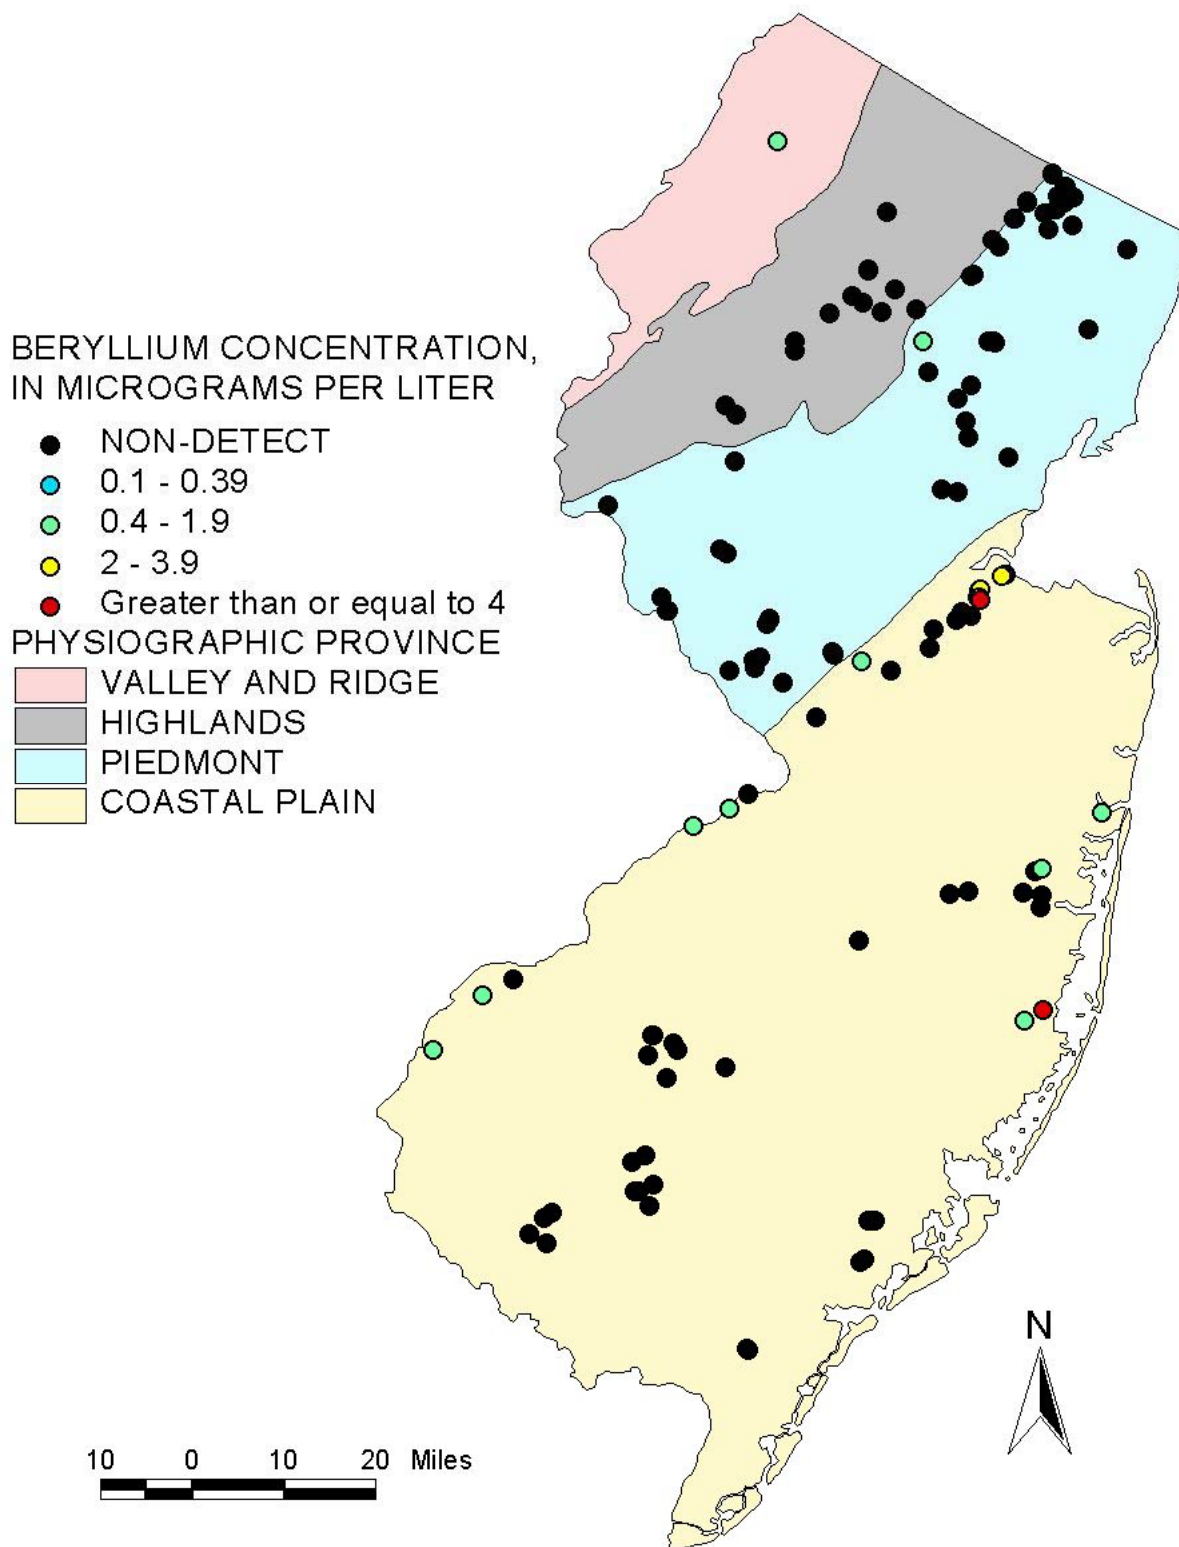 BERYLLIUM CONCENTRATION,
IN MICROGRAMS PER LITER
NON-DETECT
0.1 - 0.39
0.4 - 1.9
2 - 3.9
Greater than or equal to 4
PHYSIOGRAPHIC PROVINCE
VALLEY AND RIDGE
HIGHLANDS
PIEDMONT
COASTAL PLAIN
N
10 0 10 20 Miles